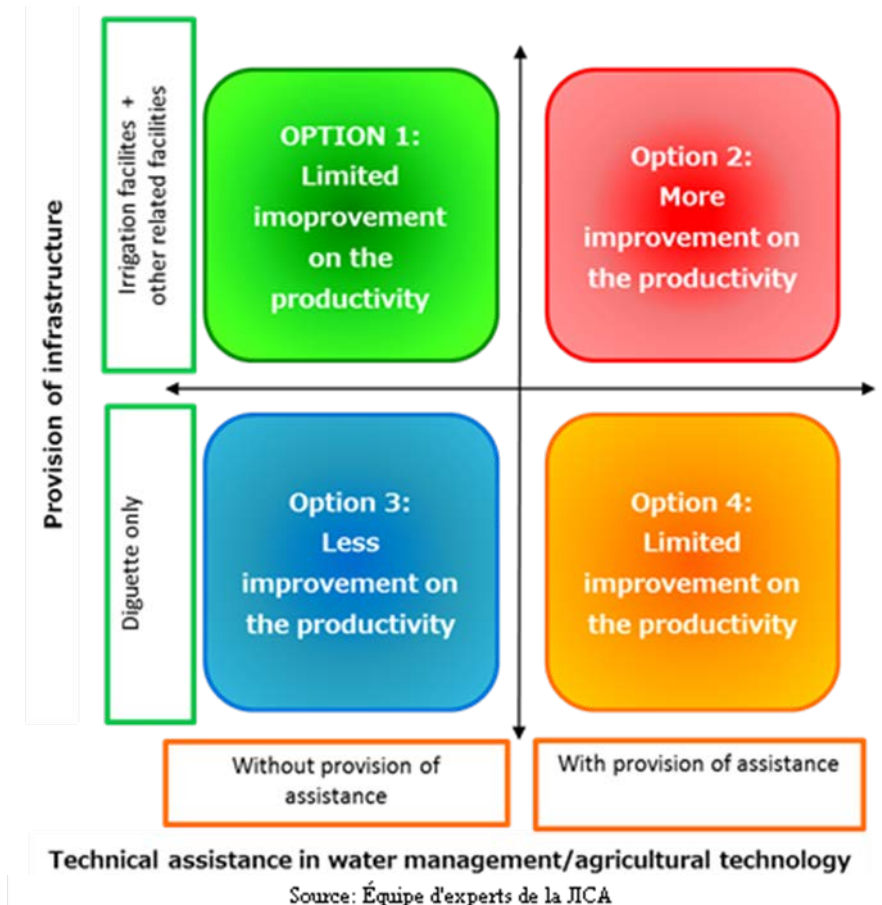 Provision of infrastructure
Irrigation facilites +
other related facilities
OPTION 1:
Limited
imoprovement
on the
productivity
Option 2:
More
improvement on
the productivity
Diguette only
Option 3:
Less
improvement on
the productivity
Option 4:
Limited
improvement on
the productivity
Without provision of
assistance
With provision of assistance
Technical assistance in water management/agricultural technology
Source: Équipe d'experts de la JICA